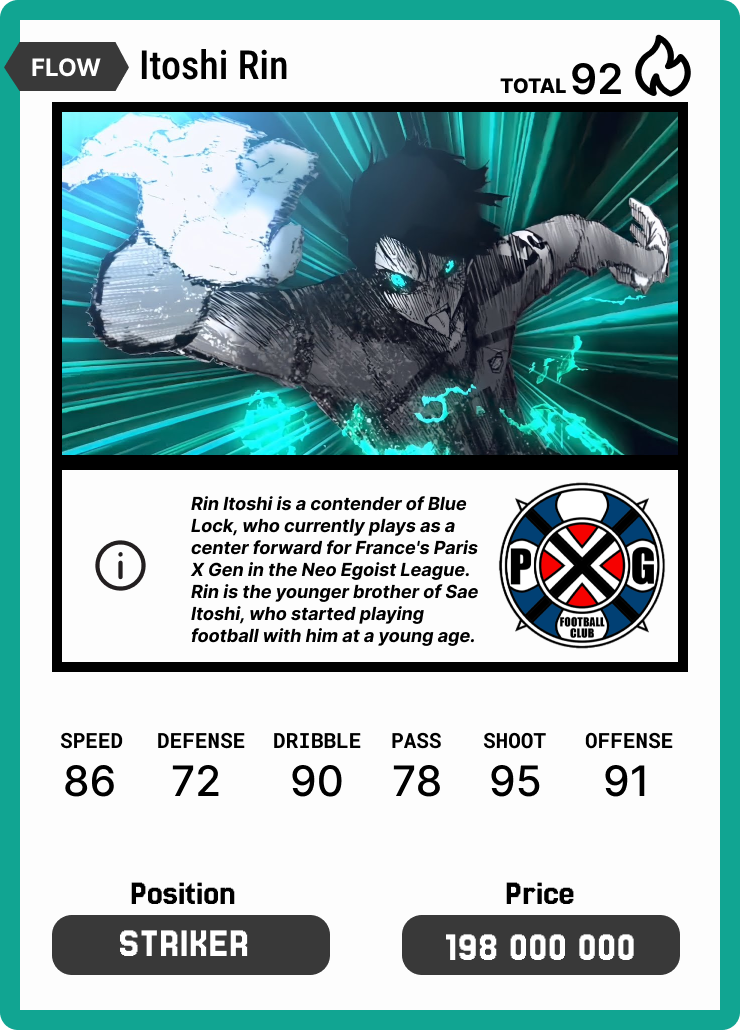 FLOW
Itoshi Rin
TOTAL 92
Rin Itoshi is a contender of Blue
Lock, who currently plays as a
center forward for France's Paris
X Gen in the Neo Egoist League.
Rin is the younger brother of Sae
Itoshi, who started playing
football with him at a young age.
P X G
FOOTBALL
CLUB
SPEED DEFENSE DRIBBLE PASS SHOOT OFFENSE
86 72 90 78 95 91
Position Price
STRIKER 198 000 000